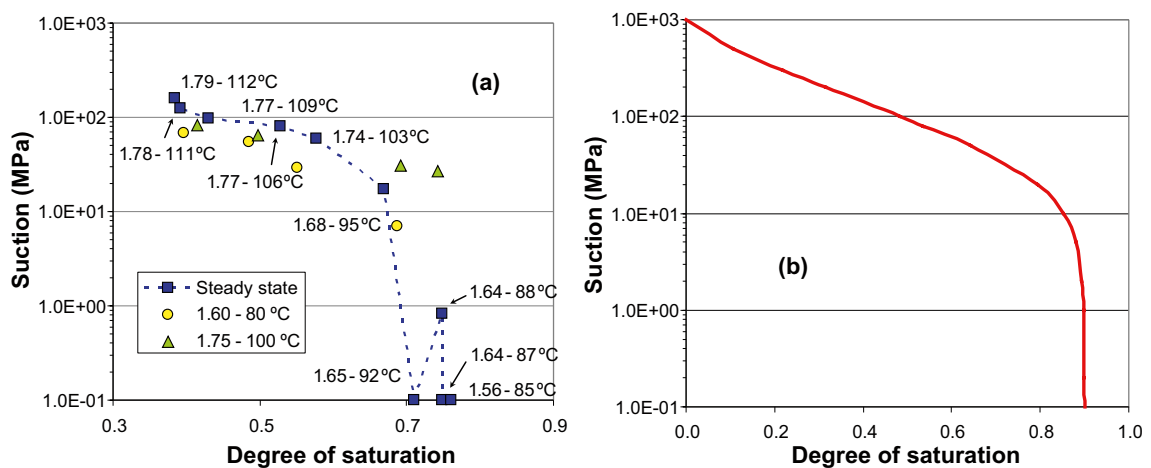 1.0E+03
1.0E+02
1.0E+01
1.0E+00
1.0E-01
Suction (MPa)
(a)
1.79 - 112 ºC
1.77 - 109ºC
1.74 - 103ºC
1.78 - 111ºC
1.77 - 106ºC
1.68 - 95ºC
Steady state
1.60 - 80 ºC
1.75 - 100 ºC
1.64 - 88ºC
1.64 - 87ºC
1.65 - 92ºC
1.56 - 85ºC
0.3 0.5 0.7 0.9
Degree of saturation
1.0E+03
1.0E+02
1.0E+01
1.0E+00
1.0E-01
Suction (MPa)
(b)
0.0 0.2 0.4 0.6 0.8 1.0
Degree of saturation